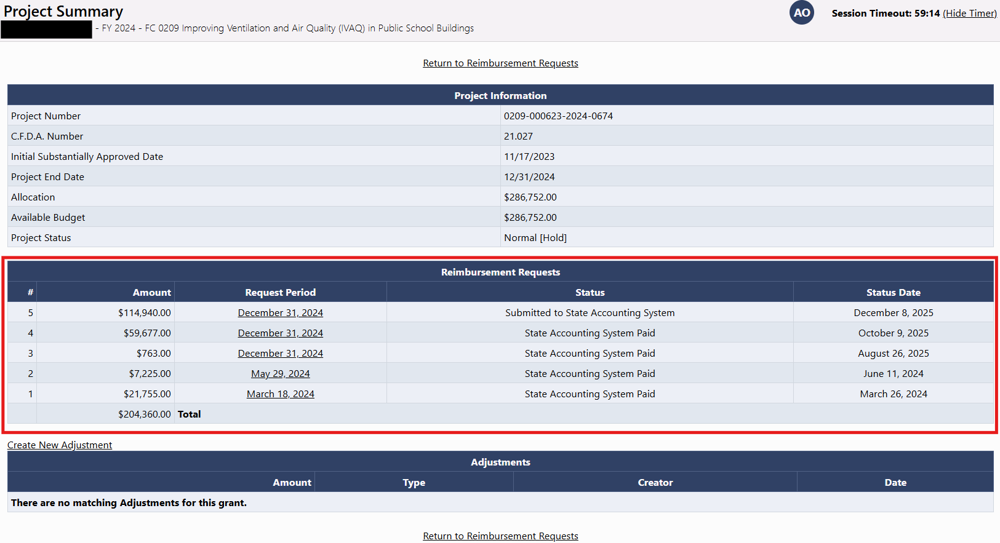 Project Summary
AO Session Timeout: 59:14 (Hide Timer)
- FY 2024 - FC 0209 Improving Ventilation and Air Quality (IVAQ) in Public School Buildings
Return to Reimbursement Requests
Project Information
Project Number 0209-000623-2024-0674
C.F.D.A. Number 21.027
Initial Substantially Approved Date 11/17/2023
Project End Date 12/31/2024
Allocation $286,752.00
Available Budget $286,752.00
Project Status Normal [Hold]
Reimbursement Requests
# Amount Request Period Status Status Date
5 $114,940.00 December 31, 2024 Submitted to State Accounting System December 8, 2025
4 $59,677.00 December 31, 2024 State Accounting System Paid October 9, 2025
3 $763.00 December 31, 2024 State Accounting System Paid August 26, 2025
2 $7,225.00 May 29, 2024 State Accounting System Paid June 11, 2024
1 $21,755.00 March 18, 2024 State Accounting System Paid March 26, 2024
$204,360.00 Total
Create New Adjustment
Adjustments
Amount Type Creator Date
There are no matching Adjustments for this grant.
Return to Reimbursement Requests